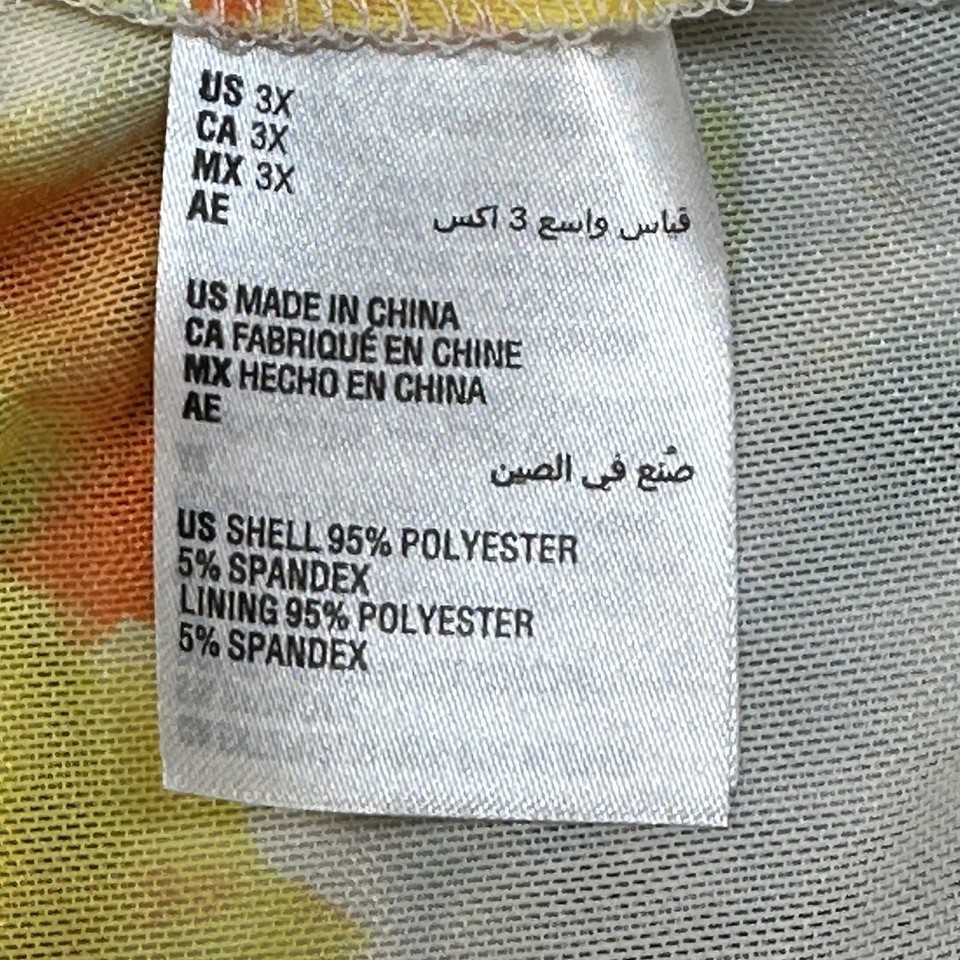 US 3X
CA 3X
MX 3X
AE
قياس واسع 3 اكس
US MADE IN CHINA
CA FABRIQUÉ EN CHINE
MX HECHO EN CHINA
AE
صُنع في الصين
US SHELL 95% POLYESTER
5% SPANDEX
LINING 95% POLYESTER
5% SPANDEX